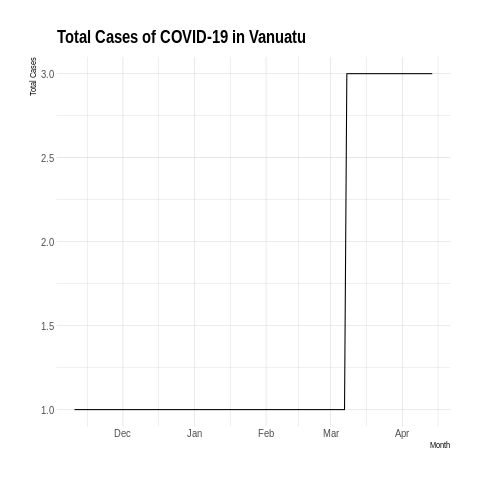 Total Cases of COVID-19 in Vanuatu
Total Cases
3.0
2.5
2.0
1.5
1.0
Dec Jan Feb Mar Apr
Month